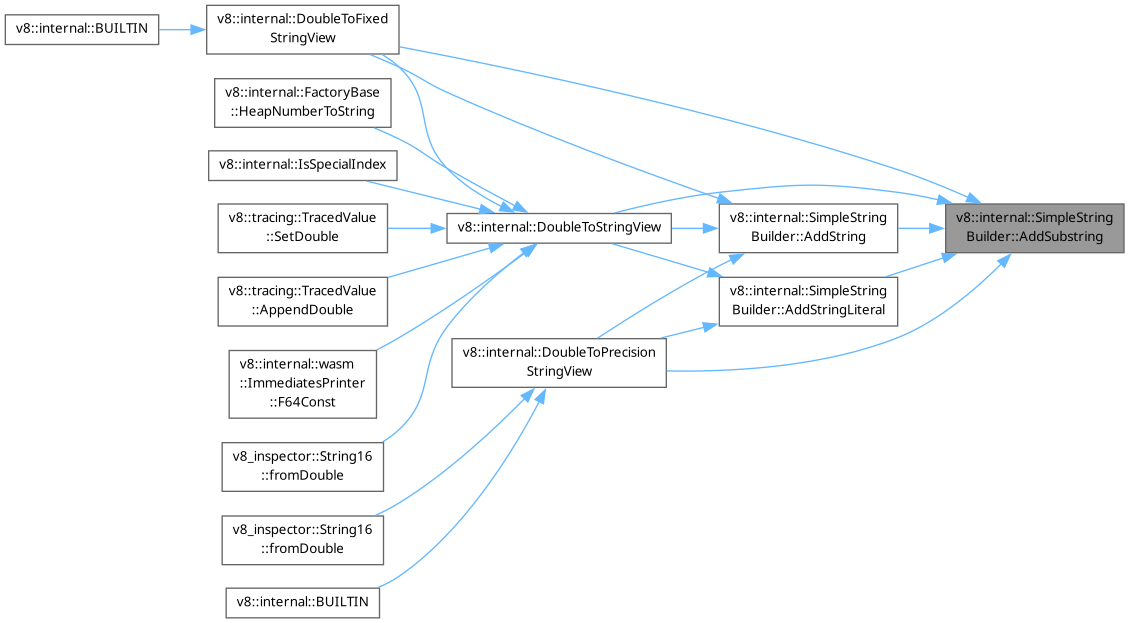 v8::internal::BUILTIN
v8::internal::DoubleToFixed
StringView
v8::internal::FactoryBase
::HeapNumberToString
v8::internal::IsSpecialIndex
v8::tracing::TracedValue
::SetDouble
v8::tracing::TracedValue
::AppendDouble
v8::internal::wasm
::ImmediatesPrinter
::F64Const
v8_inspector::String16
::fromDouble
v8_inspector::String16
::fromDouble
v8::internal::BUILTIN
v8::internal::DoubleToStringView
v8::internal::DoubleToPrecision
StringView
v8::internal::SimpleString
Builder::AddString
v8::internal::SimpleString
Builder::AddStringLiteral
v8::internal::SimpleString
Builder::AddSubstring